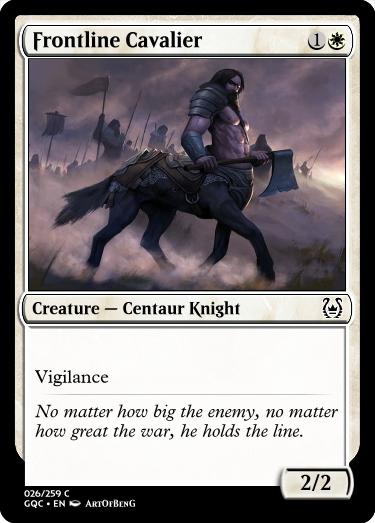 Frontline Cavalier 1
Creature — Centaur Knight
Vigilance
No matter how big the enemy, no matter
how great the war, he holds the line.
2/2
026/259 C
GQC • EN ArtOfBenG